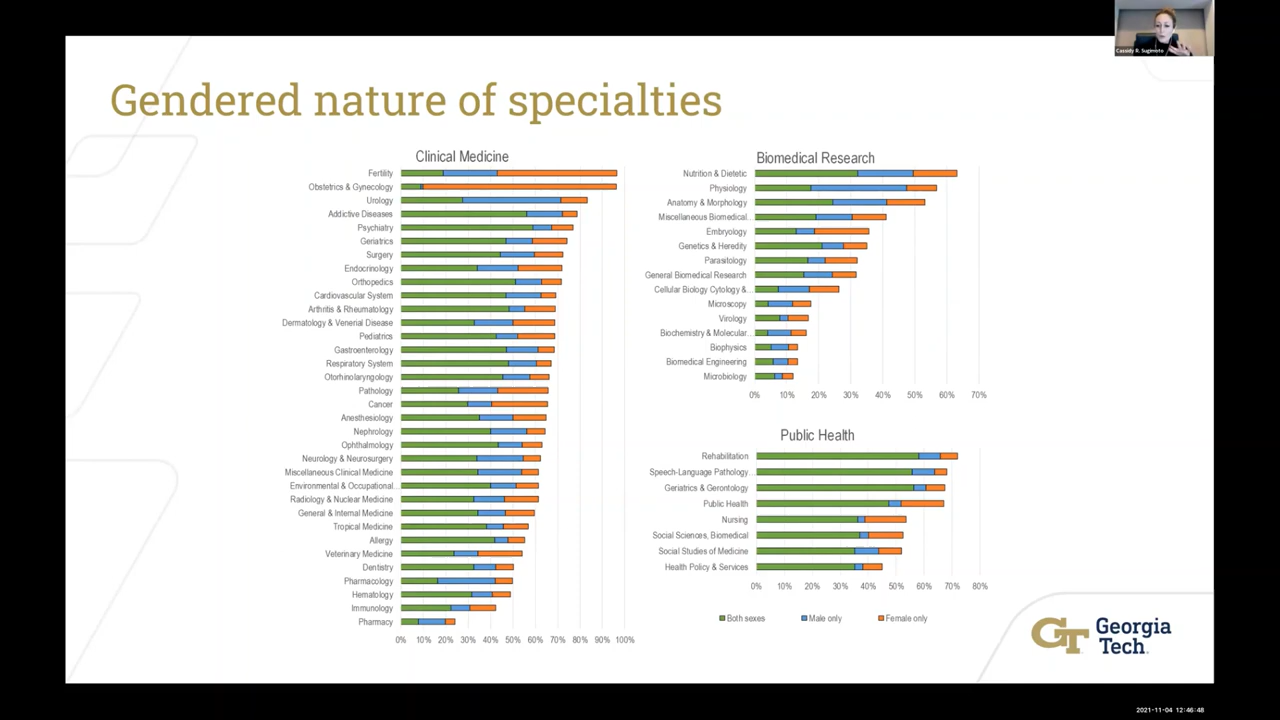 Cassidy R. Sugimoto
Gendered nature of specialties
Clinical Medicine
Fertility
Obstetrics & Gynecology
Urology
Addictive Diseases
Psychiatry
Geriatrics
Surgery
Endocrinology
Orthopedics
Cardiovascular System
Arthritis & Rheumatology
Dermatology & Venerial Disease
Pediatrics
Gastroenterology
Respiratory System
Otorhinolaryngology
Pathology
Cancer
Anesthesiology
Nephrology
Ophthalmology
Neurology & Neurosurgery
Miscellaneous Clinical Medicine
Environmental & Occupational...
Radiology & Nuclear Medicine
General & Internal Medicine
Tropical Medicine
Allergy
Veterinary Medicine
Dentistry
Pharmacology
Hematology
Immunology
Pharmacy
0% 10% 20% 30% 40% 50% 60% 70% 80% 90% 100%
Biomedical Research
Nutrition & Dietetic
Physiology
Anatomy & Morphology
Miscellaneous Biomedical...
Embryology
Genetics & Heredity
Parasitology
General Biomedical Research
Cellular Biology Cytology &...
Microscopy
Virology
Biochemistry & Molecular...
Biophysics
Biomedical Engineering
Microbiology
0% 10% 20% 30% 40% 50% 60% 70%
Public Health
Rehabilitation
Speech-Language Pathology...
Geriatrics & Gerontology
Public Health
Nursing
Social Sciences, Biomedical
Social Studies of Medicine
Health Policy & Services
0% 10% 20% 30% 40% 50% 60% 70% 80%
Both sexes Male only Female only
GT Georgia
Tech
2021-11-04 12:46:48